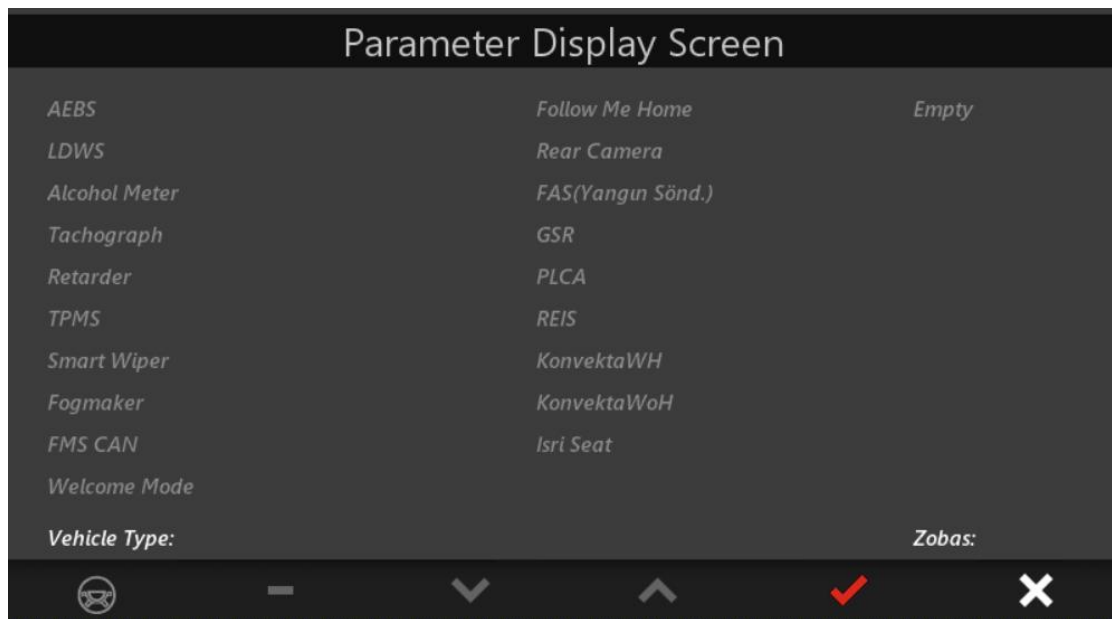 Parameter Display Screen
AEBS
LDWS
Alcohol Meter
Tachograph
Retarder
TPMS
Smart Wiper
Fogmaker
FMS CAN
Welcome Mode
Follow Me Home
Rear Camera
FAS(Yangın Sönd.)
GSR
PLCA
REIS
KonvektaWH
KonvektaWoH
Isri Seat
Empty
Vehicle Type:
Zobas: